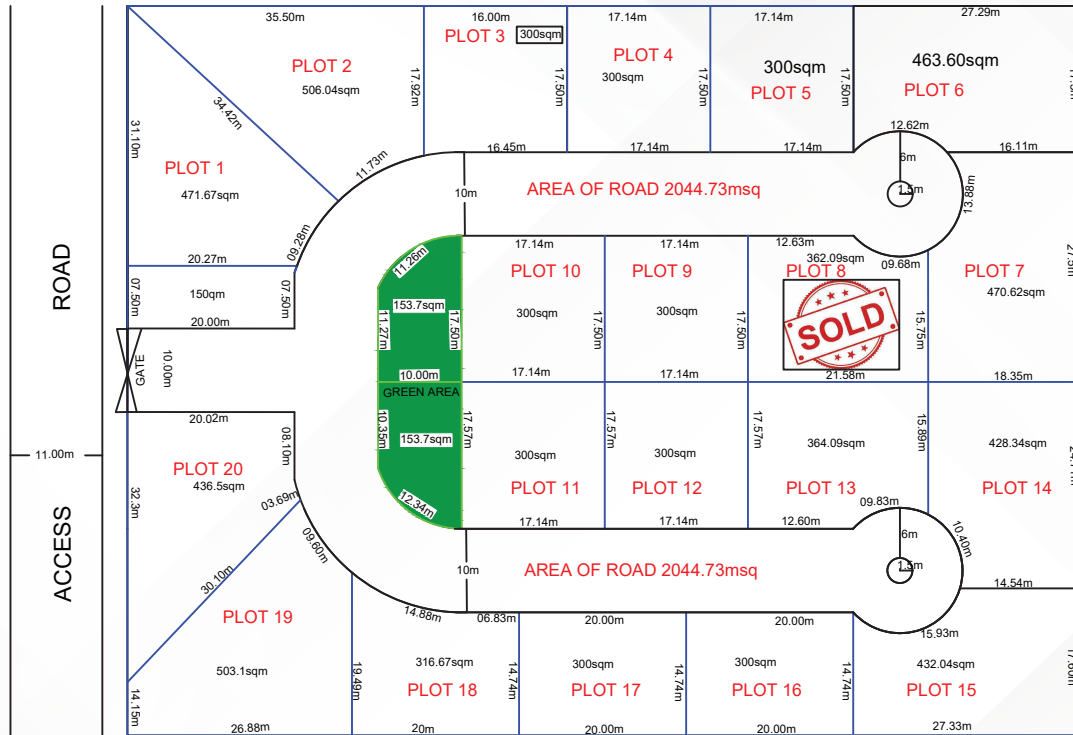 35.50m
16.00m
17.14m
17.14m
27.29m
PLOT 3
300sqm
PLOT 4
300sqm
300sqm
PLOT 5
463.60sqm
PLOT 6
PLOT 2
506.04sqm
17.92m
17.50m
17.50m
17.50m
34.42m
31.10m
12.62m
11.73m
16.45m
17.14m
17.14m
16.11m
6m
PLOT 1
471.67sqm
10m
AREA OF ROAD 2044.73msq
1.5m
13.88m
09.28m
ROAD
20.27m
11.26m
17.14m
17.14m
12.63m
362.09sqm
09.68m
PLOT 10
PLOT 9
PLOT 8
PLOT 7
470.62sqm
07.50m
150qm
07.50m
153.7sqm
300sqm
300sqm
SOLD
20.00m
11.27m
17.50m
17.50m
17.50m
15.75m
GATE
10.00m
10.00m
17.14m
17.14m
21.58m
18.35m
GREEN AREA
20.02m
10.35m
17.57m
17.57m
17.57m
15.89m
08.10m
153.7sqm
300sqm
300sqm
364.09sqm
428.34sqm
11.00m
PLOT 20
436.5sqm
PLOT 11
PLOT 12
PLOT 13
PLOT 14
32.3m
03.69m
12.34m
17.14m
17.14m
12.60m
09.83m
09.60m
6m
10.40m
ACCESS
30.10m
10m
AREA OF ROAD 2044.73msq
1.5m
14.54m
PLOT 19
14.88m
06.83m
20.00m
20.00m
15.93m
503.1sqm
19.49m
316.67sqm
14.74m
300sqm
14.74m
300sqm
14.74m
432.04sqm
PLOT 18
PLOT 17
PLOT 16
PLOT 15
14.15m
26.88m
20m
20.00m
20.00m
27.33m